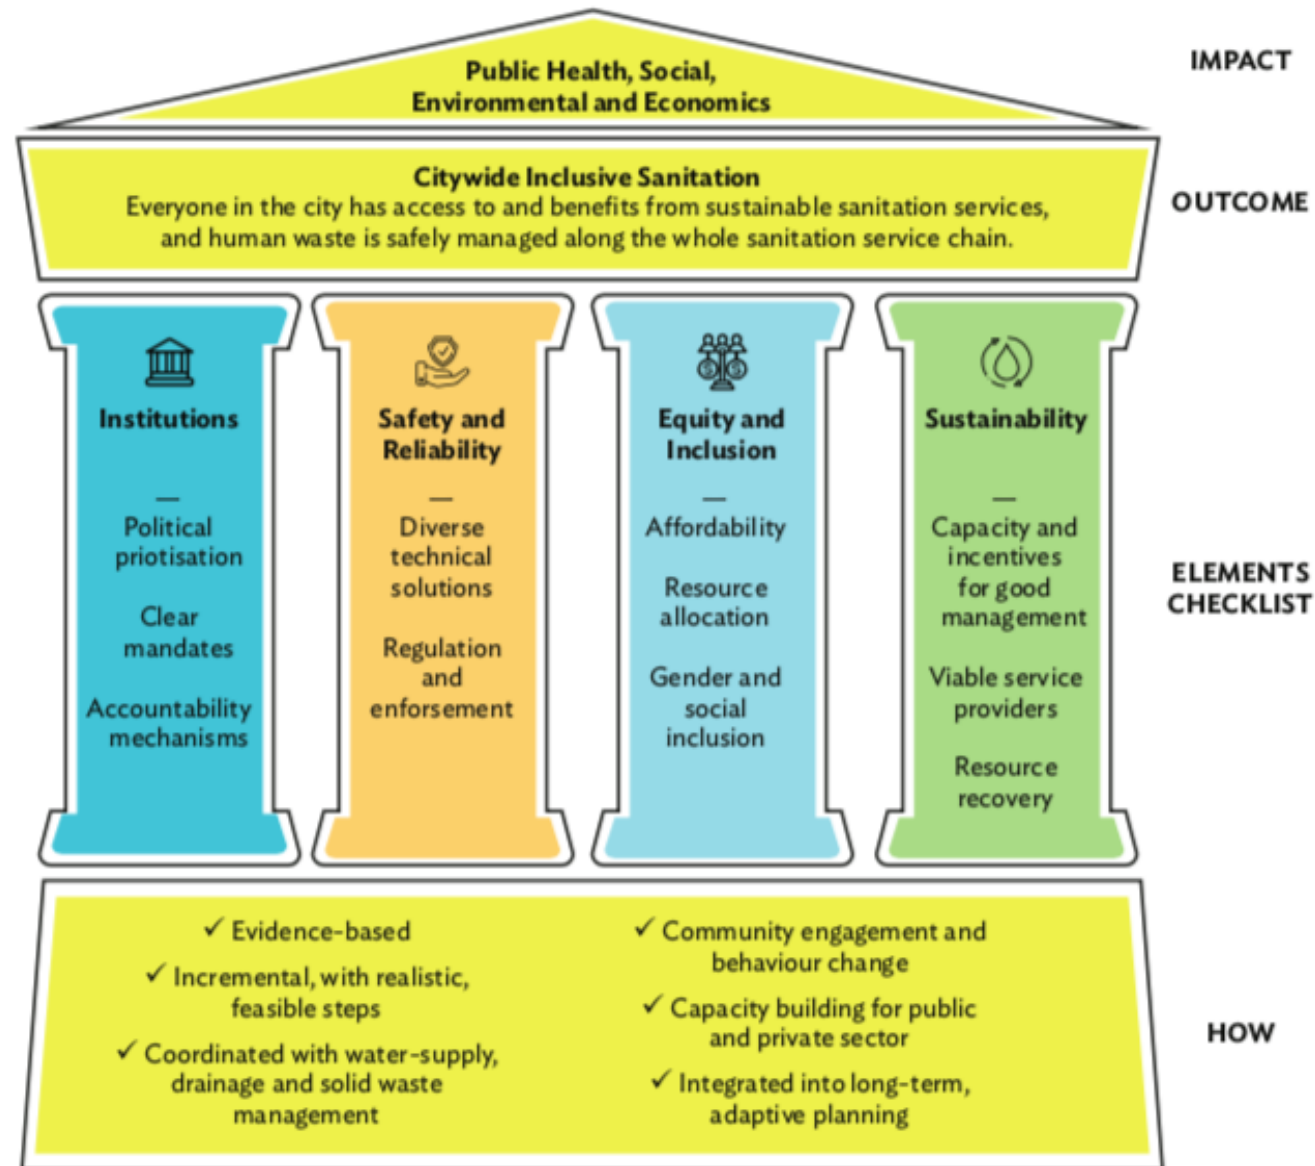 Public Health, Social,
Environmental and Economics
IMPACT
Citywide Inclusive Sanitation
Everyone in the city has access to and benefits from sustainable sanitation services,
and human waste is safely managed along the whole sanitation service chain.
OUTCOME
Institutions
—
Political
priotisation
Clear
mandates
Accountability
mechanisms
Safety and
Reliability
—
Diverse
technical
solutions
Regulation
and
enforsement
Equity and
Inclusion
—
Affordability
Resource
allocation
Gender and
social
inclusion
Sustainability
—
Capacity and
incentives
for good
management
Viable service
providers
Resource
recovery
ELEMENTS
CHECKLIST
✓ Evidence-based
✓ Incremental, with realistic,
feasible steps
✓ Coordinated with water-supply,
drainage and solid waste
management
✓ Community engagement and
behaviour change
✓ Capacity building for public
and private sector
✓ Integrated into long-term,
adaptive planning
HOW